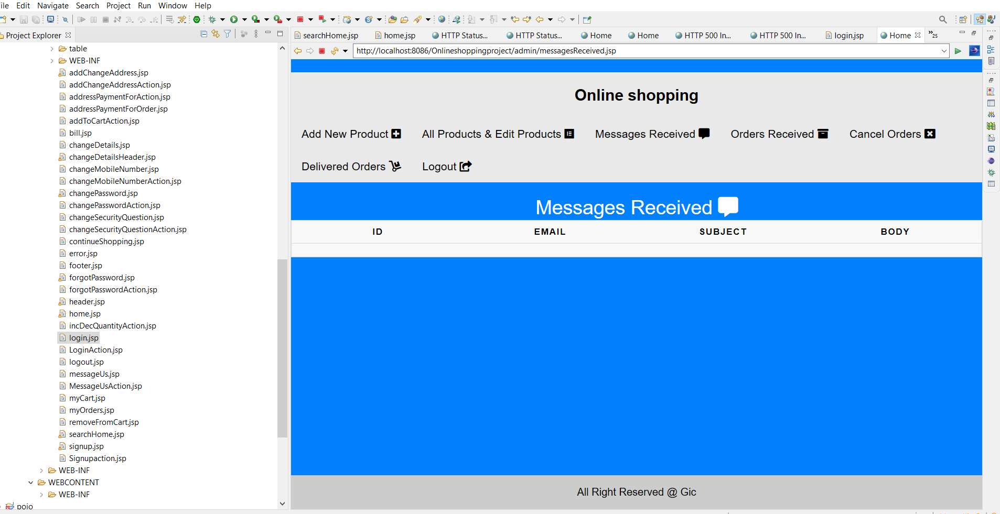 ile Edit Navigate Search Project Run Window Help
Project Explorer
searchHome.jsp home.jsp HTTP Status... HTTP Status... Home Home HTTP 500 In... HTTP 500 In... login.jsp Home 25
http://localhost:8086/Onlineshoppingproject/admin/messagesReceived.jsp
table
WEB-INF
addChangeAddress.jsp
addChangeAddressAction.jsp
addressPaymentForAction.jsp
addressPaymentForOrder.jsp
addToCartAction.jsp
bill.jsp
changeDetails.jsp
changeDetailsHeader.jsp
changeMobileNumber.jsp
changeMobileNumberAction.jsp
changePassword.jsp
changePasswordAction.jsp
changeSecurityQuestion.jsp
changeSecurityQuestionAction.jsp
continueShopping.jsp
error.jsp
footer.jsp
forgotPassword.jsp
forgotPasswordAction.jsp
header.jsp
home.jsp
incDecQuantityAction.jsp
login.jsp
LoginAction.jsp
logout.jsp
messageUs.jsp
MessageUsAction.jsp
myCart.jsp
myOrders.jsp
removeFromCart.jsp
searchHome.jsp
signup.jsp
Signupaction.jsp
WEB-INF
WEBCONTENT
WEB-INF
pojo
Online shopping
Add New Product All Products & Edit Products Messages Received Orders Received Cancel Orders
Delivered Orders Logout
Messages Received
ID EMAIL SUBJECT BODY
All Right Reserved @ Gic